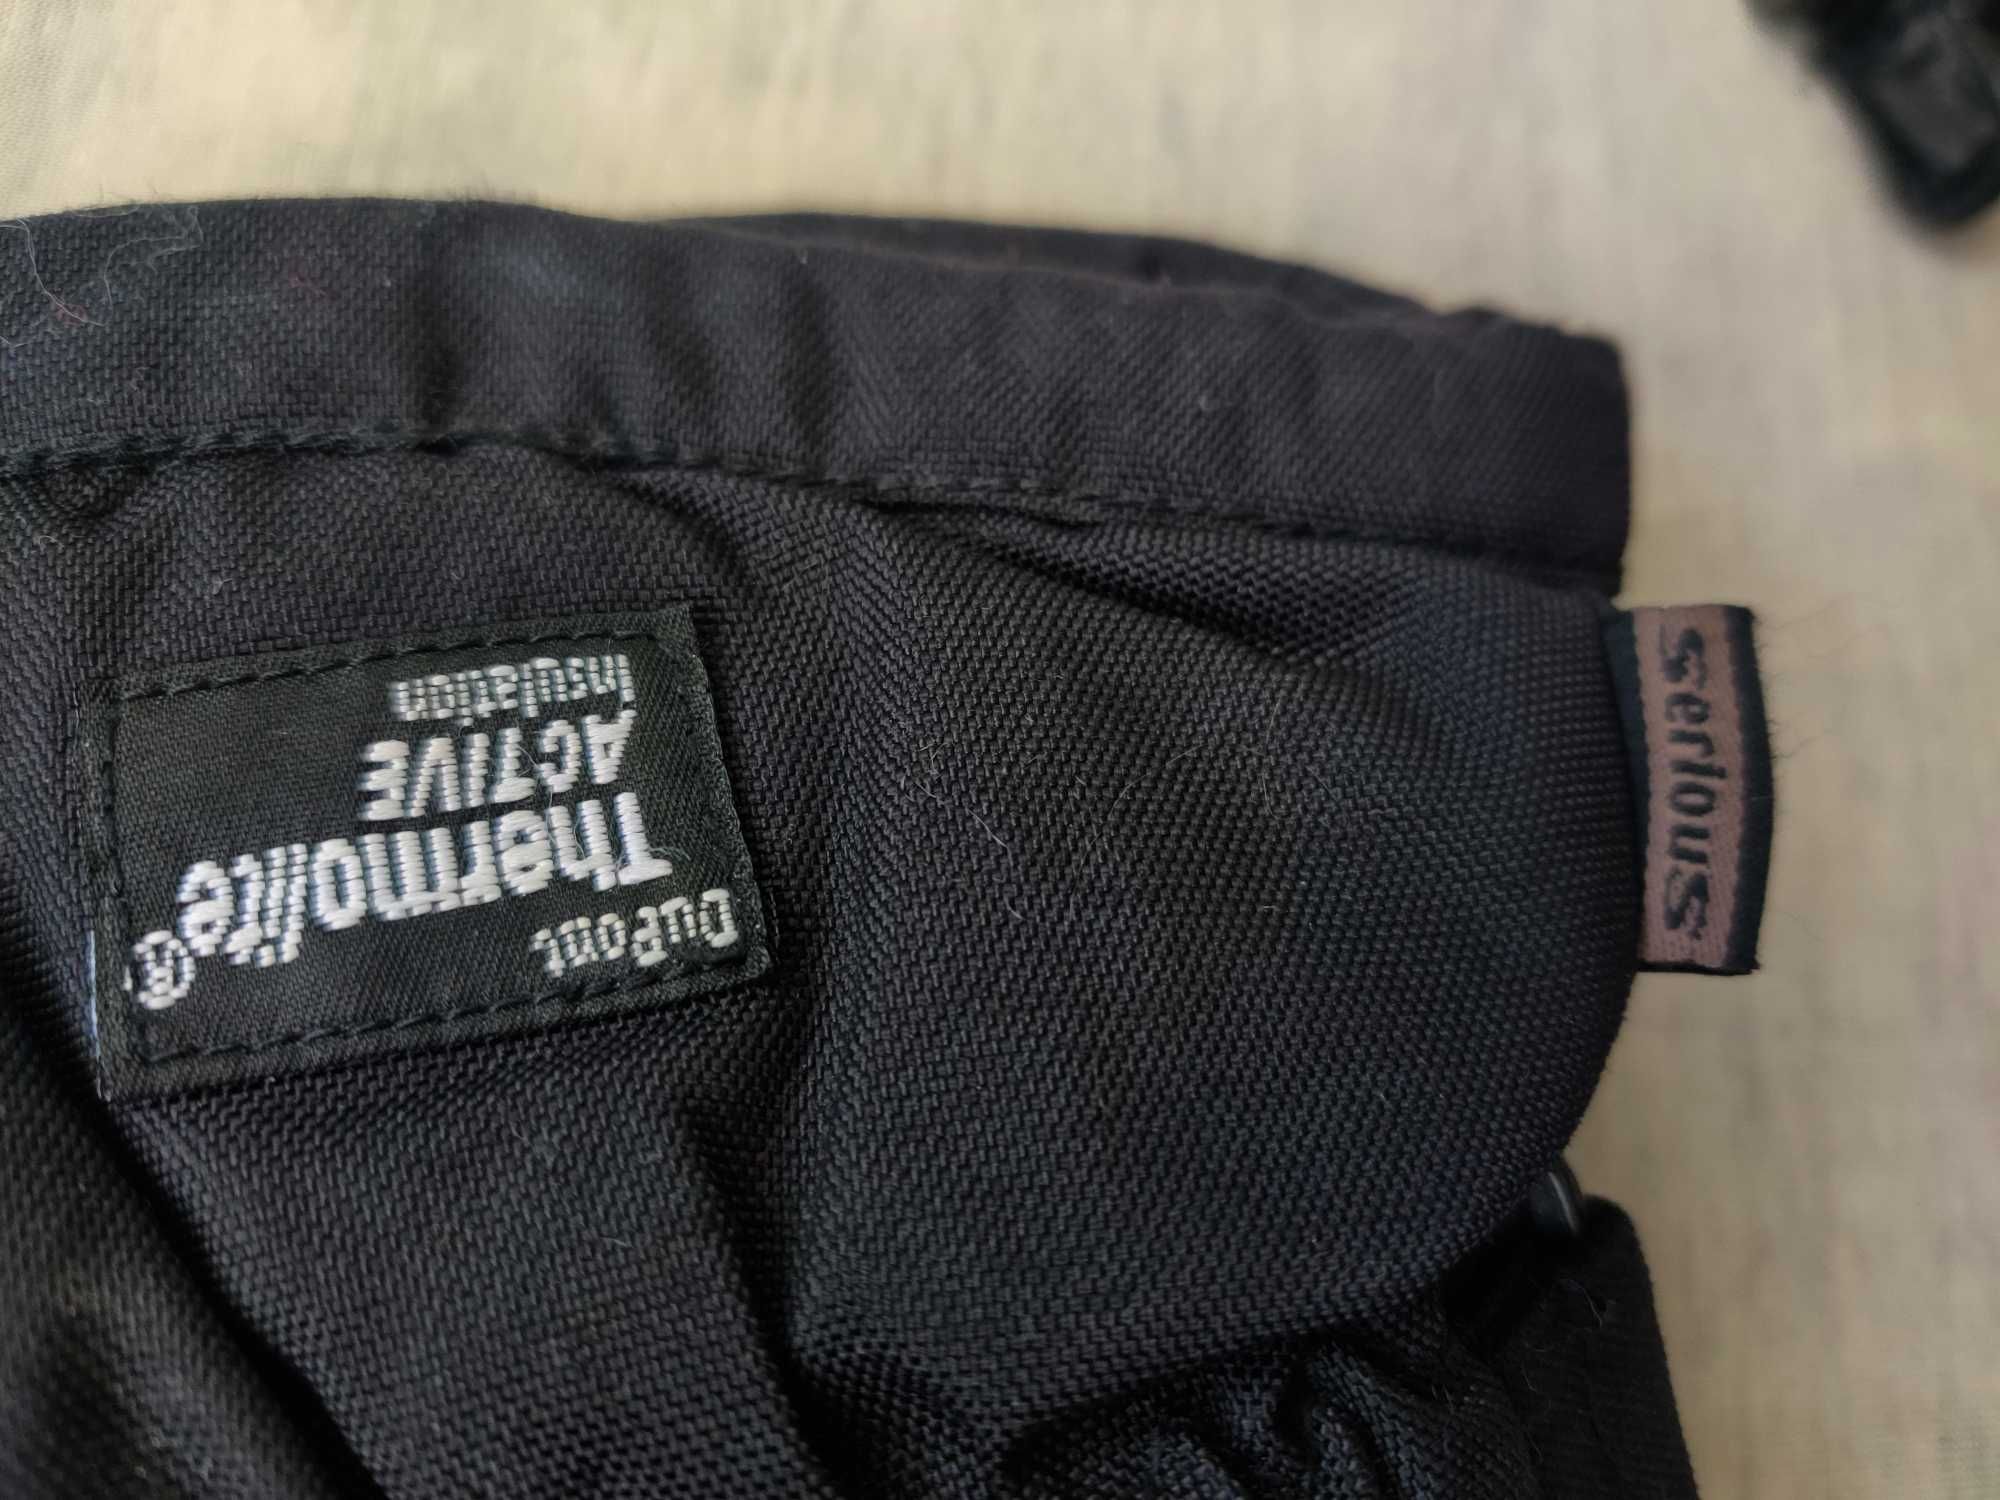 DuPont
Thermolite®
ACTIVE
insulation
Serious